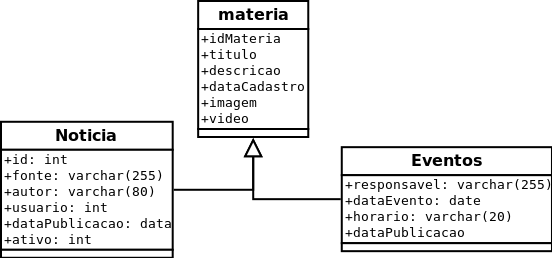 materia
+idMateria
+titulo
+descricao
+dataCadastro
+imagem
+video
Noticia
+id: int
+fonte: varchar(255)
+autor: varchar(80)
+usuario: int
+dataPublicacao: data
+ativo: int
Eventos
+responsavel: varchar(255)
+dataEvento: date
+horario: varchar(20)
+dataPublicacao